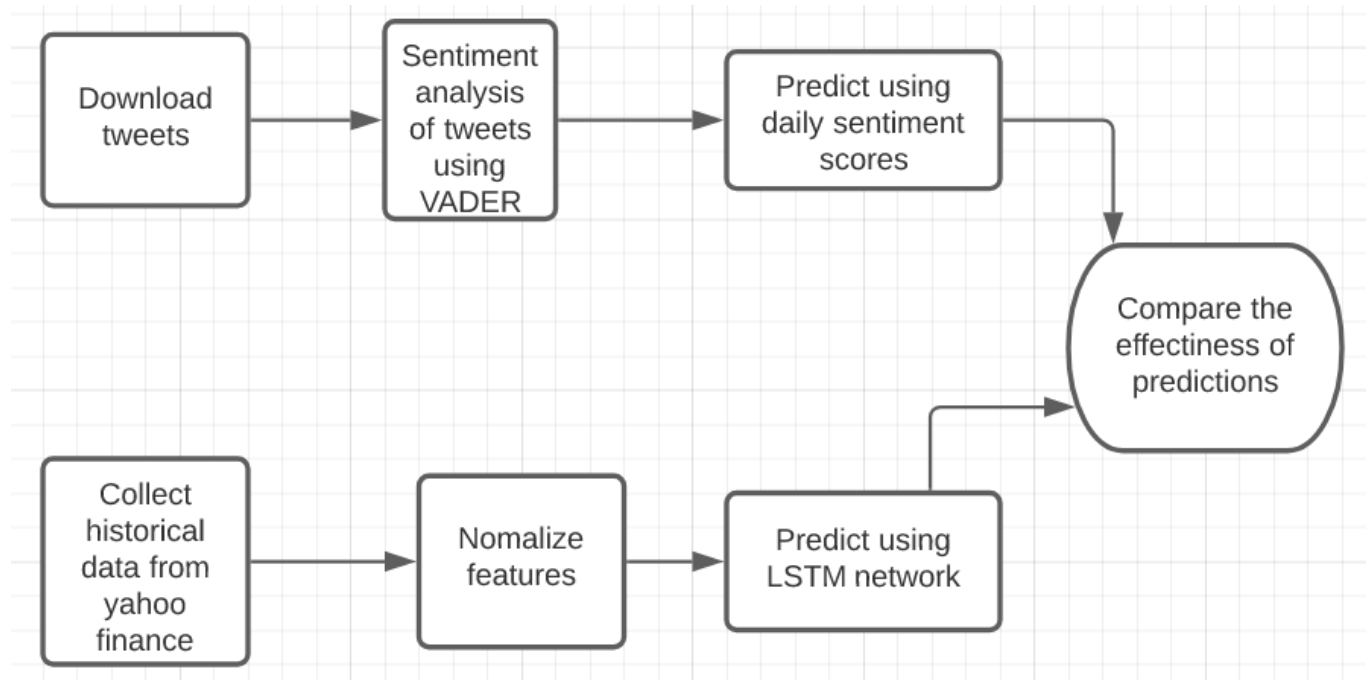 Download
tweets
Sentiment
analysis
of tweets
using
VADER
Predict using
daily sentiment
scores
Compare the
effectiness of
predictions
Collect
historical
data from
yahoo
finance
Nomalize
features
Predict using
LSTM network